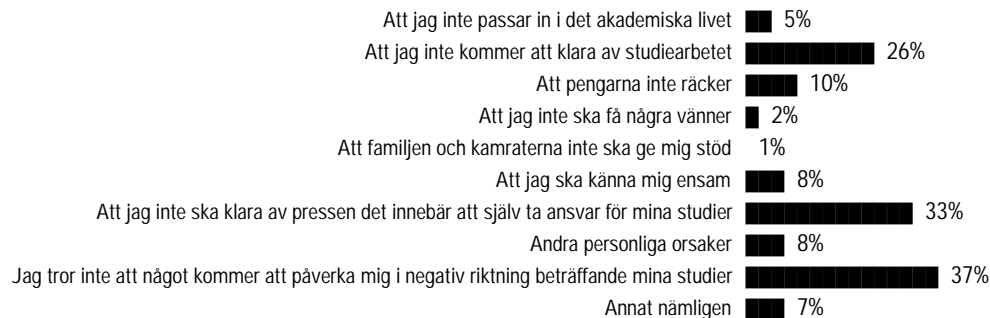 Att jag inte passar in i det akademiska livet 5%
Att jag inte kommer att klara av studiearbetet 26%
Att pengarna inte räcker 10%
Att jag inte ska få några vänner 2%
Att familjen och kamraterna inte ska ge mig stöd 1%
Att jag ska känna mig ensam 8%
Att jag inte ska klara av pressen det innebär att själv ta ansvar för mina studier 33%
Andra personliga orsaker 8%
Jag tror inte att något kommer att påverka mig i negativ riktning beträffande mina studier 37%
Annat nämligen 7%